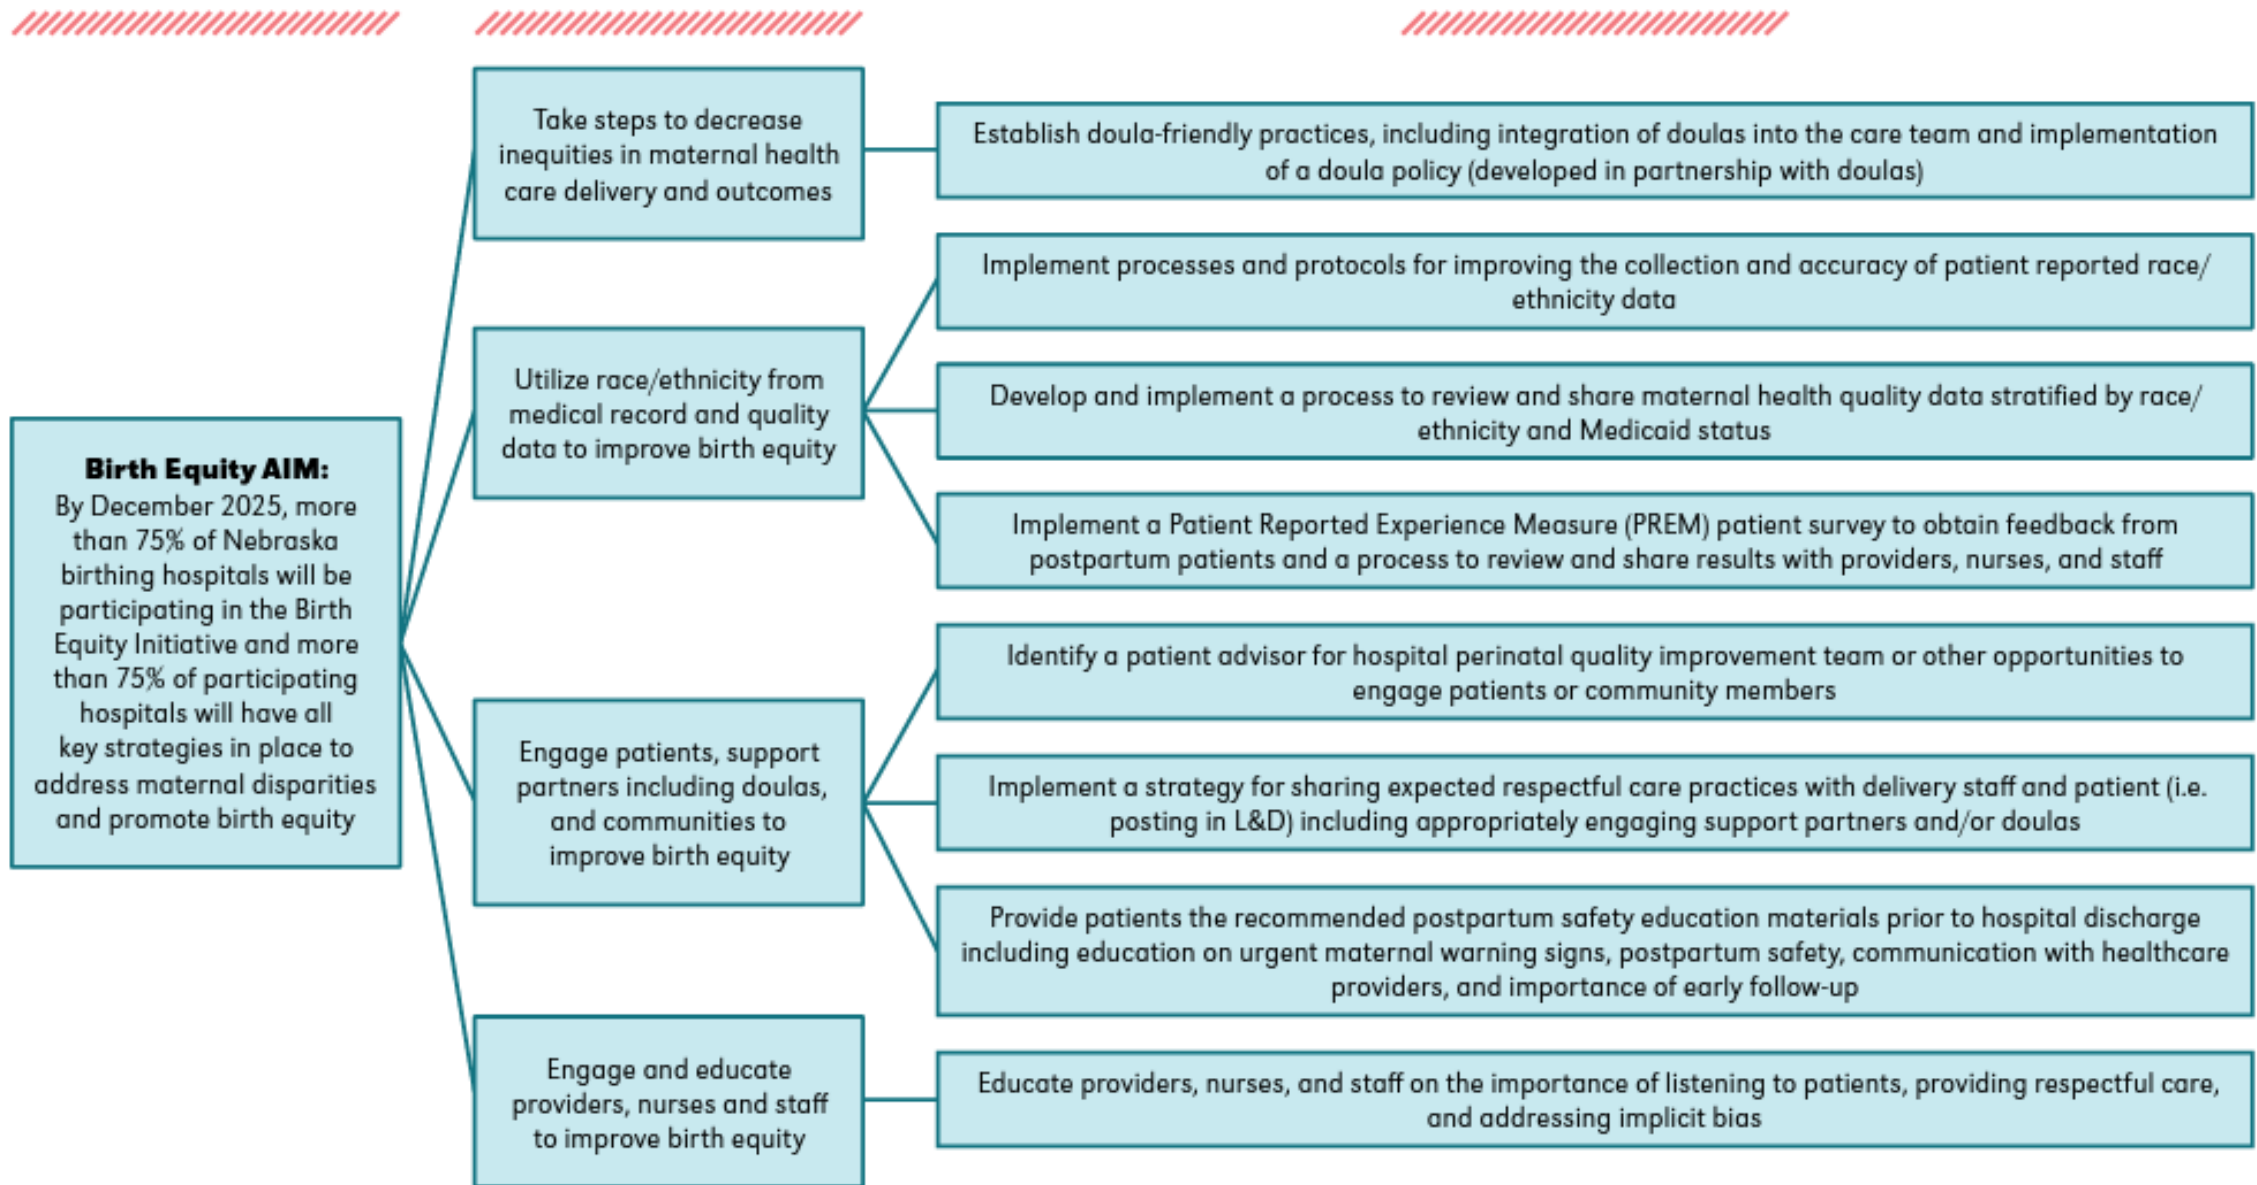 Birth Equity AIM:
By December 2025, more
than 75% of Nebraska
birthing hospitals will be
participating in the Birth
Equity Initiative and more
than 75% of participating
hospitals will have all
key strategies in place to
address maternal disparities
and promote birth equity
Take steps to decrease
inequities in maternal health
care delivery and outcomes
Establish doula-friendly practices, including integration of doulas into the care team and implementation
of a doula policy (developed in partnership with doulas)
Utilize race/ethnicity from
medical record and quality
data to improve birth equity
Implement processes and protocols for improving the collection and accuracy of patient reported race/
ethnicity data
Develop and implement a process to review and share maternal health quality data stratified by race/
ethnicity and Medicaid status
Implement a Patient Reported Experience Measure (PREM) patient survey to obtain feedback from
postpartum patients and a process to review and share results with providers, nurses, and staff
Engage patients, support
partners including doulas,
and communities to
improve birth equity
Identify a patient advisor for hospital perinatal quality improvement team or other opportunities to
engage patients or community members
Implement a strategy for sharing expected respectful care practices with delivery staff and patient (i.e.
posting in L&D) including appropriately engaging support partners and/or doulas
Provide patients the recommended postpartum safety education materials prior to hospital discharge
including education on urgent maternal warning signs, postpartum safety, communication with healthcare
providers, and importance of early follow-up
Engage and educate
providers, nurses and staff
to improve birth equity
Educate providers, nurses, and staff on the importance of listening to patients, providing respectful care,
and addressing implicit bias